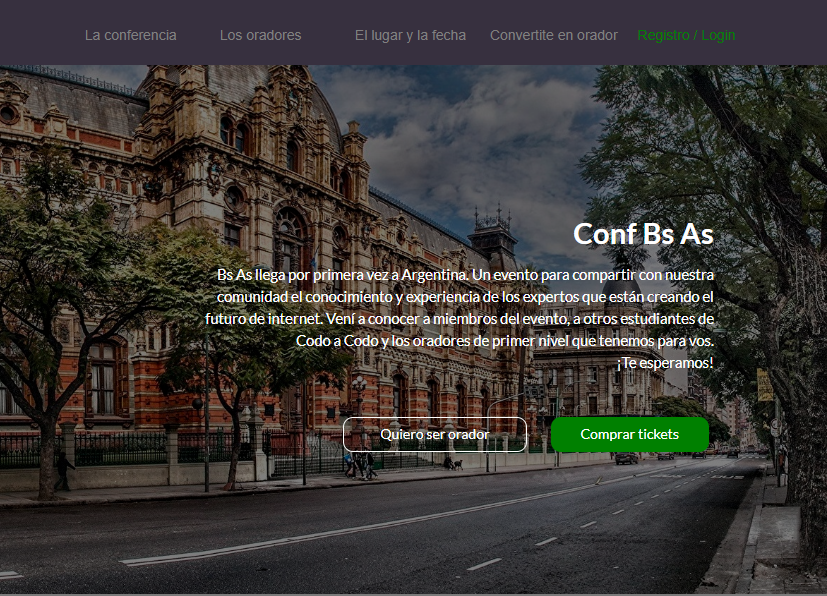 La conferencia Los oradores El lugar y la fecha Convertite en orador Registro / Login
Conf Bs As
Bs As llega por primera vez a Argentina. Un evento para compartir con nuestra
comunidad el conocimiento y experiencia de los expertos que están creando el
futuro de internet. Vení a conocer a miembros del evento, a otros estudiantes de
Codo a Codo y los oradores de primer nivel que tenemos para vos.
¡Te esperamos!
Quiero ser orador Comprar tickets